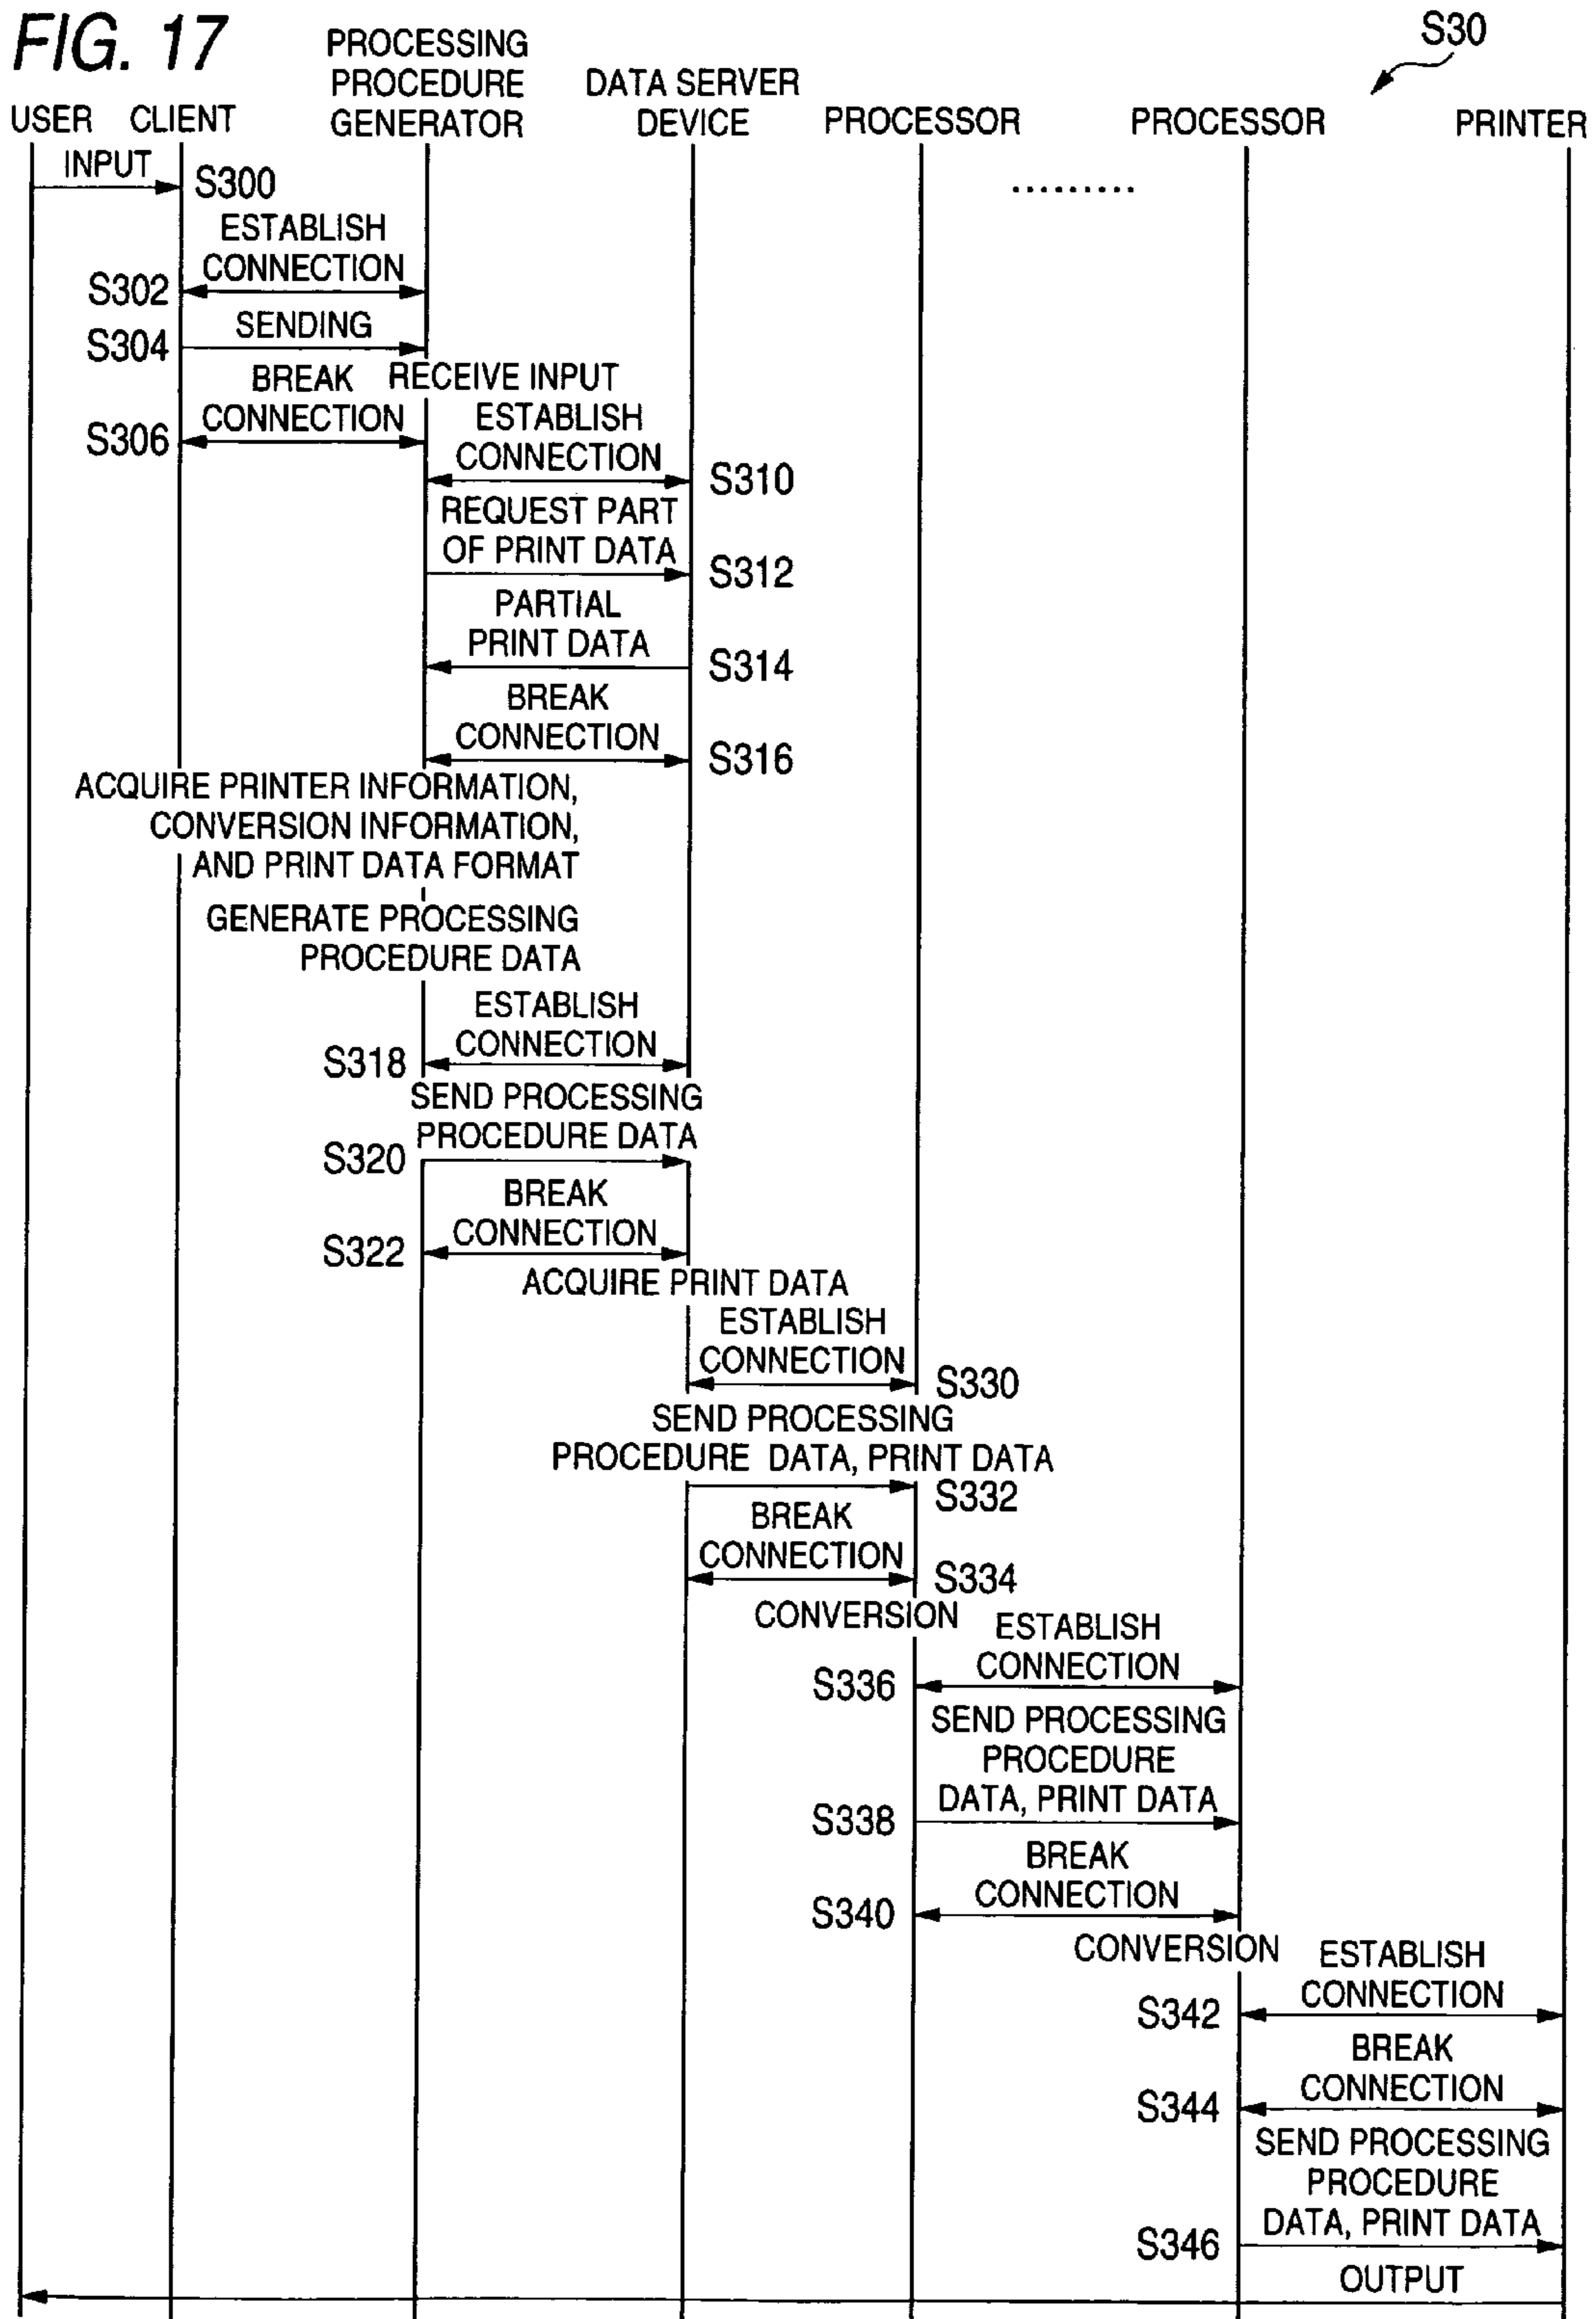 FIG. 17
S30
USER
CLIENT
PROCESSING
PROCEDURE
GENERATOR
DATA SERVER
DEVICE
PROCESSOR
PROCESSOR
PRINTER
INPUT
S300
.........
ESTABLISH
CONNECTION
S302
SENDING
S304
RECEIVE INPUT
BREAK
CONNECTION
S306
ESTABLISH
CONNECTION
S310
REQUEST PART
OF PRINT DATA
S312
PARTIAL
PRINT DATA
S314
BREAK
CONNECTION
S316
ACQUIRE PRINTER INFORMATION,
CONVERSION INFORMATION,
AND PRINT DATA FORMAT
GENERATE PROCESSING
PROCEDURE DATA
ESTABLISH
CONNECTION
S318
SEND PROCESSING
PROCEDURE DATA
S320
BREAK
CONNECTION
S322
ACQUIRE PRINT DATA
ESTABLISH
CONNECTION
S330
SEND PROCESSING
PROCEDURE DATA, PRINT DATA
S332
BREAK
CONNECTION
S334
CONVERSION
ESTABLISH
CONNECTION
S336
SEND PROCESSING
PROCEDURE
DATA, PRINT DATA
S338
BREAK
CONNECTION
S340
CONVERSION
ESTABLISH
CONNECTION
S342
BREAK
CONNECTION
S344
SEND PROCESSING
PROCEDURE
DATA, PRINT DATA
S346
OUTPUT